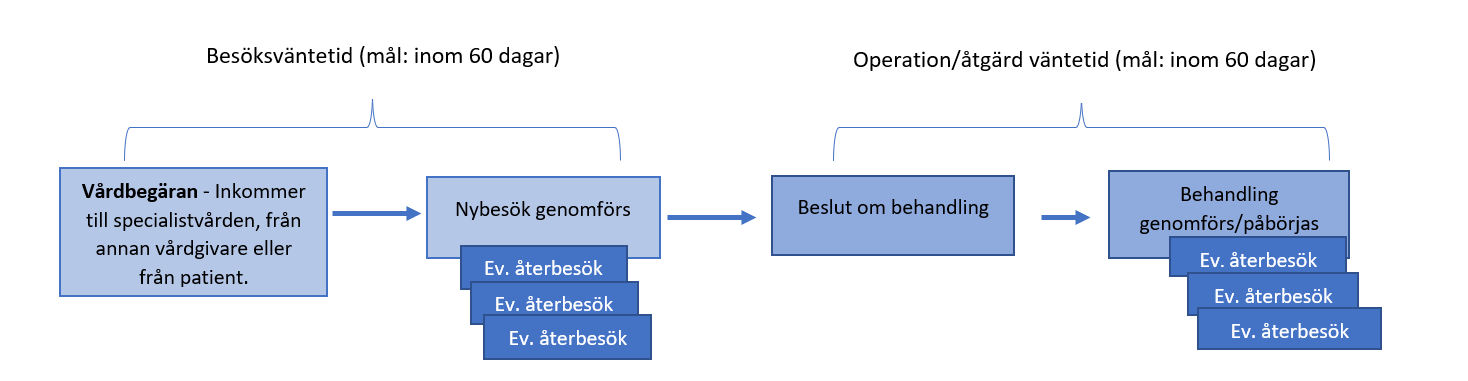 Besöksväntetid (mål: inom 60 dagar)
Operation/åtgärd väntetid (mål: inom 60 dagar)
Vårdbegäran - Inkommer
till specialistvården, från
annan vårdgivare eller
från patient.
Nybesök genomförs
Ev. återbesök
Ev. återbesök
Ev. återbesök
Beslut om behandling
Behandling
genomförs/påbörjas
Ev. återbesök
Ev. återbesök
Ev. återbesök